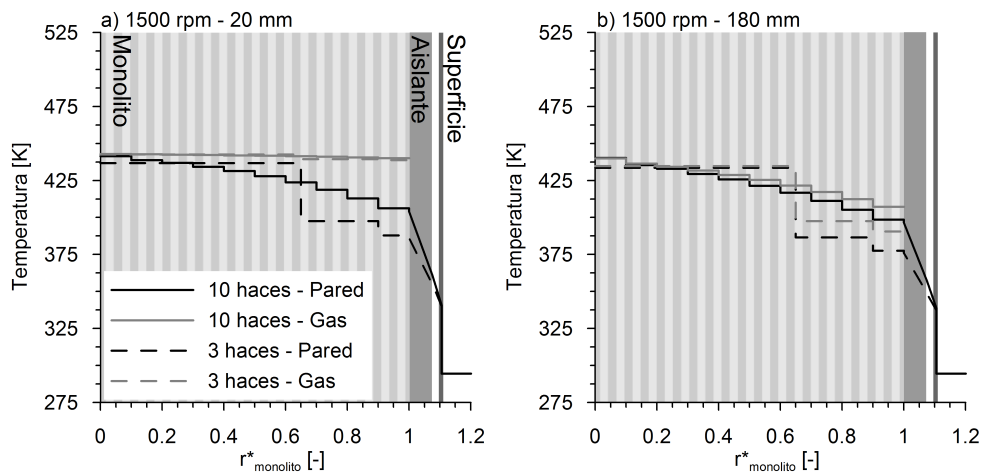 a) 1500 rpm - 20 mm
525
475
425
375
325
275
Temperatura [K]
Monolito
Aislante
Superficie
10 haces - Pared
10 haces - Gas
3 haces - Pared
3 haces - Gas
0 0.2 0.4 0.6 0.8 1 1.2
r*monolito [-]
b) 1500 rpm - 180 mm
525
475
425
375
325
275
Temperatura [K]
0 0.2 0.4 0.6 0.8 1 1.2
r*monolito [-]